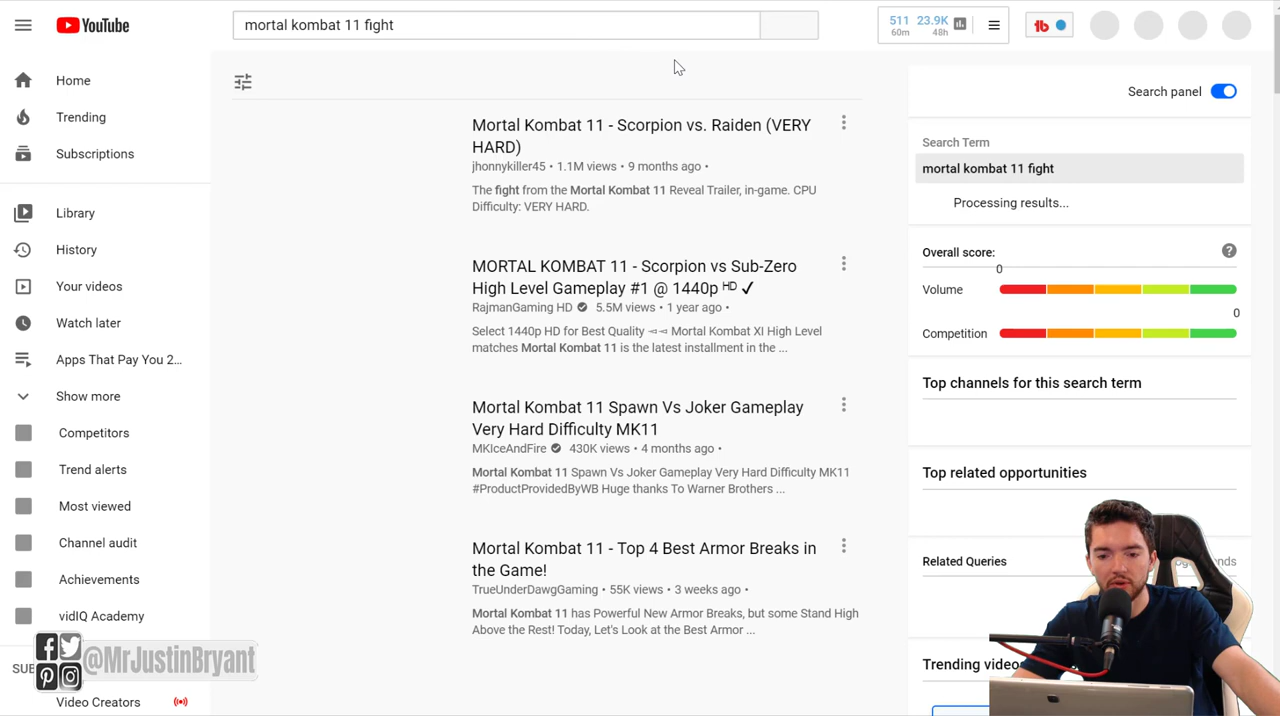 YouTube
mortal kombat 11 fight
511 23.9K
60m 48h
Home
Trending
Subscriptions
Library
History
Your videos
Watch later
Apps That Pay You 2...
Show more
Competitors
Trend alerts
Most viewed
Channel audit
Achievements
vidIQ Academy
SUB
@MrJustinBryant
Video Creators
Mortal Kombat 11 - Scorpion vs. Raiden (VERY
HARD)
jhonnykiller45 • 1.1M views • 9 months ago •
The fight from the Mortal Kombat 11 Reveal Trailer, in-game. CPU
Difficulty: VERY HARD.
MORTAL KOMBAT 11 - Scorpion vs Sub-Zero
High Level Gameplay #1 @ 1440p ᴴᴰ ✓
RajmanGaming HD 5.5M views • 1 year ago •
Select 1440p HD for Best Quality ◅◅ Mortal Kombat XI High Level
matches Mortal Kombat 11 is the latest installment in the ...
Mortal Kombat 11 Spawn Vs Joker Gameplay
Very Hard Difficulty MK11
MKIceAndFire 430K views • 4 months ago •
Mortal Kombat 11 Spawn Vs Joker Gameplay Very Hard Difficulty MK11
#ProductProvidedByWB Huge thanks To Warner Brothers ...
Mortal Kombat 11 - Top 4 Best Armor Breaks in
the Game!
TrueUnderDawgGaming • 55K views • 3 weeks ago •
Mortal Kombat 11 has Powerful New Armor Breaks, but some Stand High
Above the Rest! Today, Let's Look at the Best Armor ...
Search panel
Search Term
mortal kombat 11 fight
Processing results...
Overall score: ?
0
Volume
0
Competition
Top channels for this search term
Top related opportunities
Related Queries
Trending video